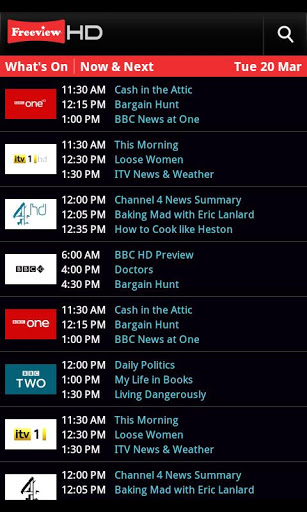 Freeview HD
What's On Now & Next Tue 20 Mar
BBC one HD
11:30 AM Cash in the Attic
12:15 PM Bargain Hunt
1:00 PM BBC News at One
itv 1 hd
11:30 AM This Morning
12:30 PM Loose Women
1:30 PM ITV News & Weather
4 hd
12:00 PM Channel 4 News Summary
12:05 PM Baking Mad with Eric Lanlard
12:35 PM How to Cook like Heston
BBC HD
6:00 AM BBC HD Preview
4:00 PM Doctors
4:30 PM Bargain Hunt
BBC one
11:30 AM Cash in the Attic
12:15 PM Bargain Hunt
1:00 PM BBC News at One
BBC
TWO
12:00 PM Daily Politics
1:00 PM My Life in Books
1:30 PM Living Dangerously
itv 1
11:30 AM This Morning
12:30 PM Loose Women
1:30 PM ITV News & Weather
4
12:00 PM Channel 4 News Summary
12:05 PM Baking Mad with Eric Lanlard